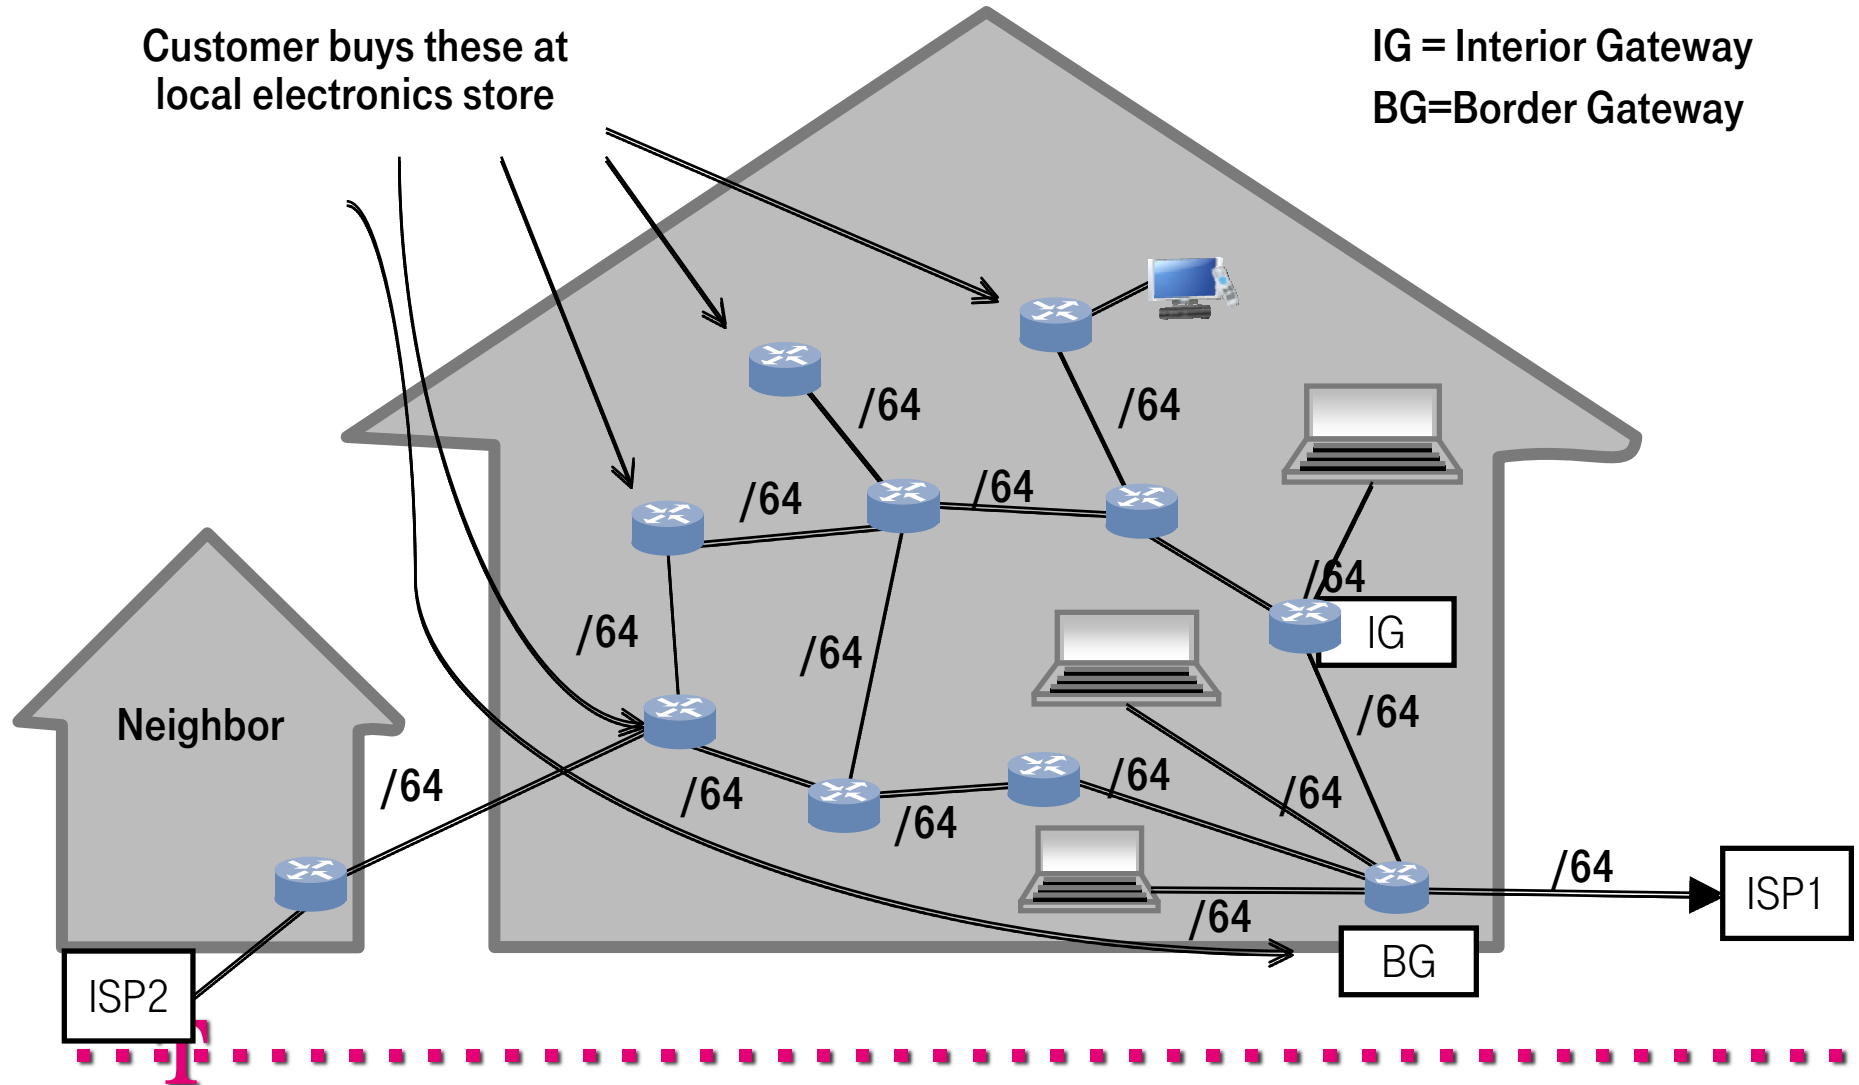 Customer buys these at
local electronics store
IG = Interior Gateway
BG=Border Gateway
/64
/64
/64
/64
/64
IG
/64
/64
/64
Neighbor
/64
/64
/64
/64
/64
/64
/64
ISP1
BG
ISP2
T